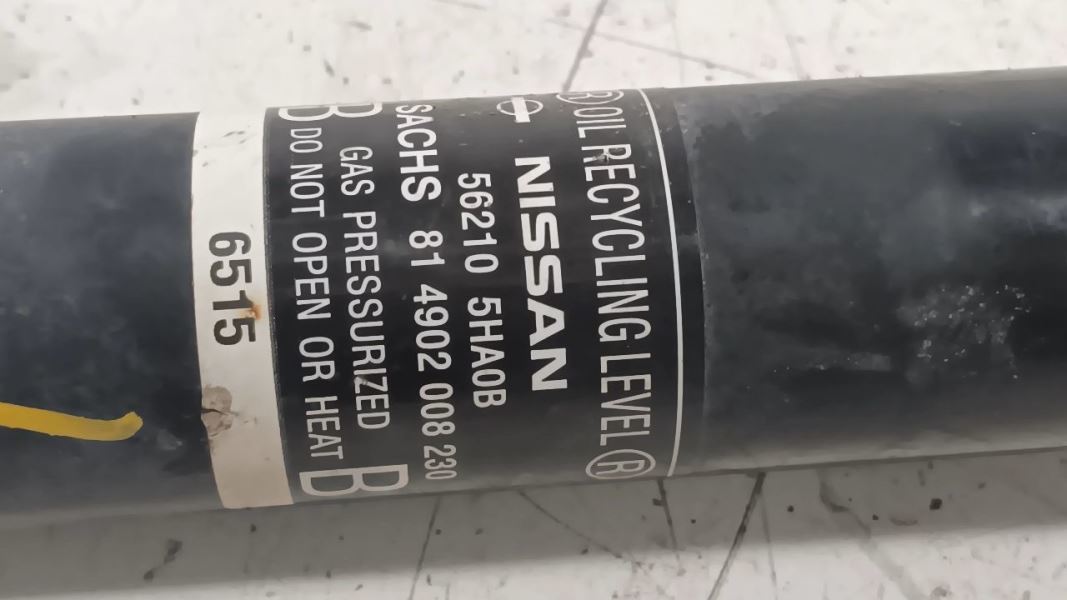 Ⓡ OIL RECYCLING LEVEL Ⓡ
NISSAN
56210 5HA0B
SACHS 81 4902 008 230
B GAS PRESSURIZED B
DO NOT OPEN OR HEAT
6515